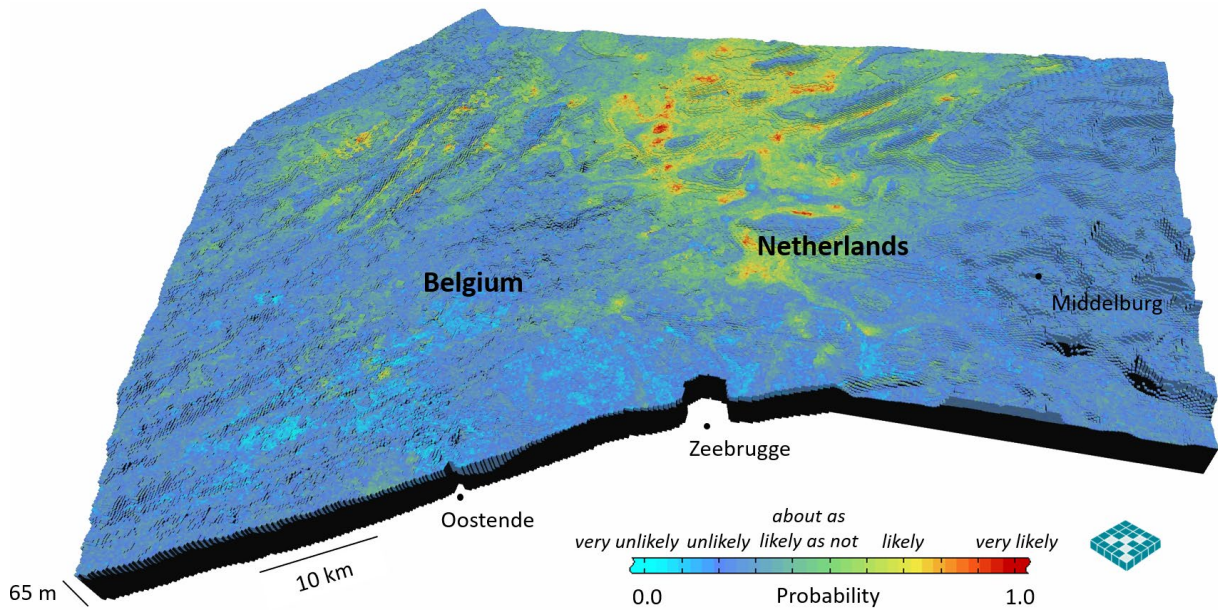 Netherlands
Belgium
Middelburg
Zeebrugge
Oostende
about as
very unlikely unlikely likely as not likely very likely
10 km
65 m
0.0 Probability 1.0